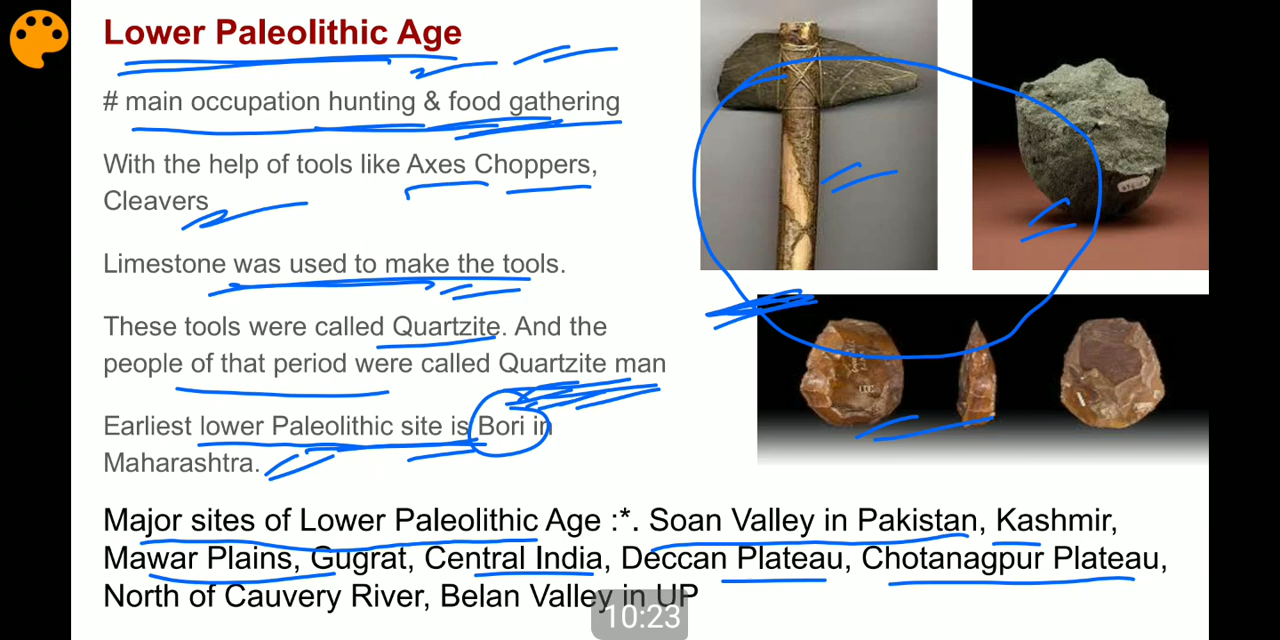 Lower Paleolithic Age
# main occupation hunting & food gathering
With the help of tools like Axes Choppers,
Cleavers
Limestone was used to make the tools.
These tools were called Quartzite. And the
people of that period were called Quartzite man
Earliest lower Paleolithic site is Bori in
Maharashtra.
Major sites of Lower Paleolithic Age :*. Soan Valley in Pakistan, Kashmir,
Mawar Plains, Gugrat, Central India, Deccan Plateau, Chotanagpur Plateau,
North of Cauvery River, Belan Valley in UP
10:23